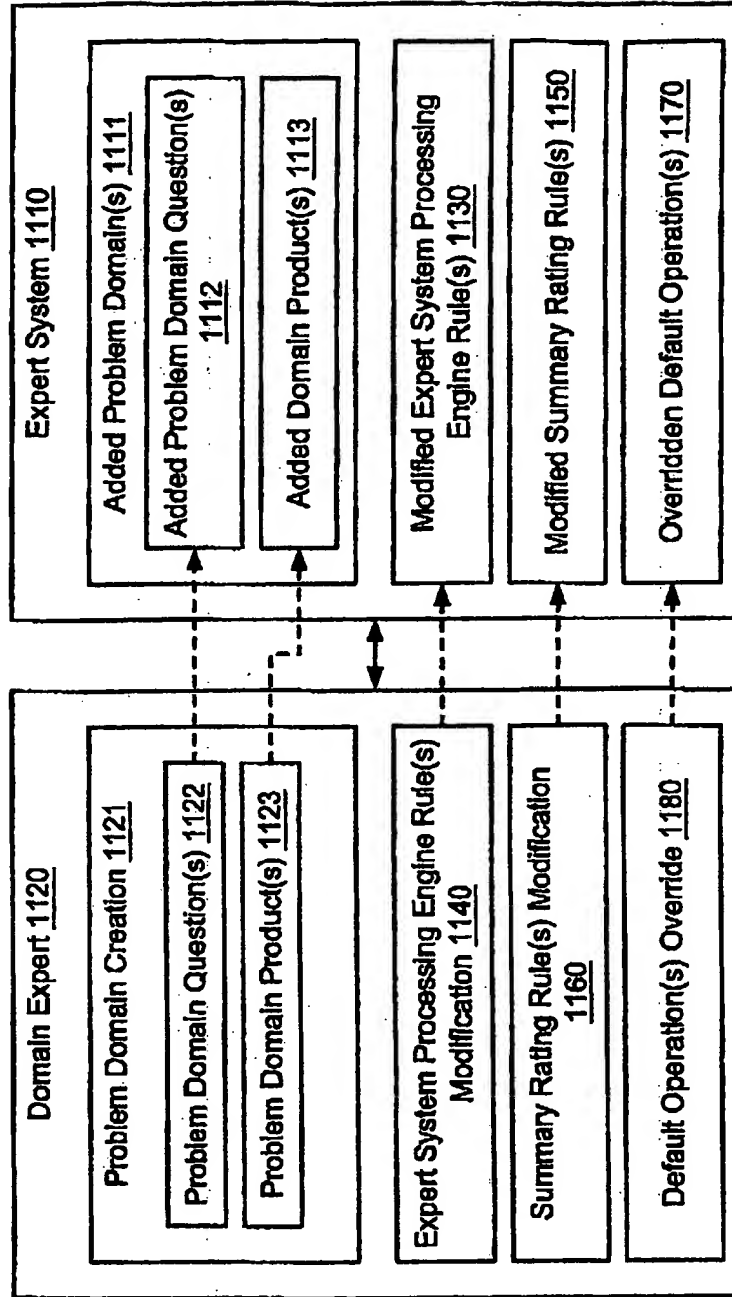 Domain Expert 1120
Problem Domain Creation 1121
Problem Domain Question(s) 1122
Problem Domain Product(s) 1123
Expert System Processing Engine Rule(s)
Modification 1140
Summary Rating Rule(s) Modification
1160
Default Operation(s) Override 1180
Expert System 1110
Added Problem Domain(s) 1111
Added Problem Domain Question(s)
1112
Added Domain Product(s) 1113
Modified Expert System Processing
Engine Rule(s) 1130
Modified Summary Rating Rule(s) 1150
Overridden Default Operation(s) 1170